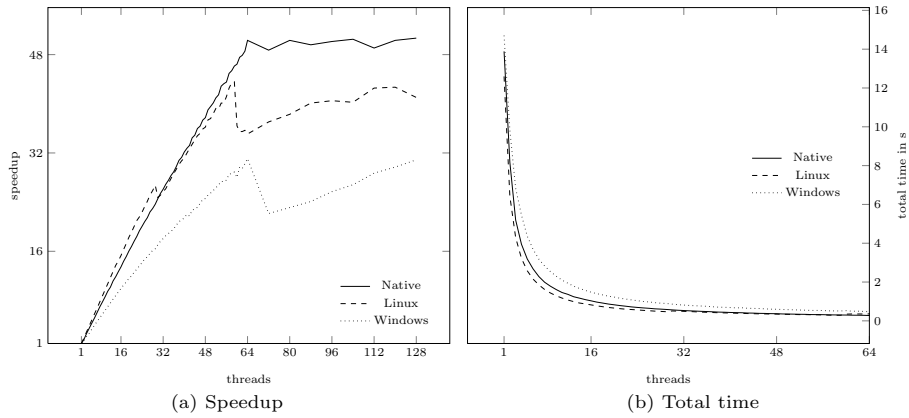 48
32
16
1
speedup
1 16 32 48 64 80 96 112 128
threads
Native
Linux
Windows
(a) Speedup
16
14
12
10
8
6
4
2
0
total time in s
Native
Linux
Windows
1 16 32 48 64
threads
(b) Total time